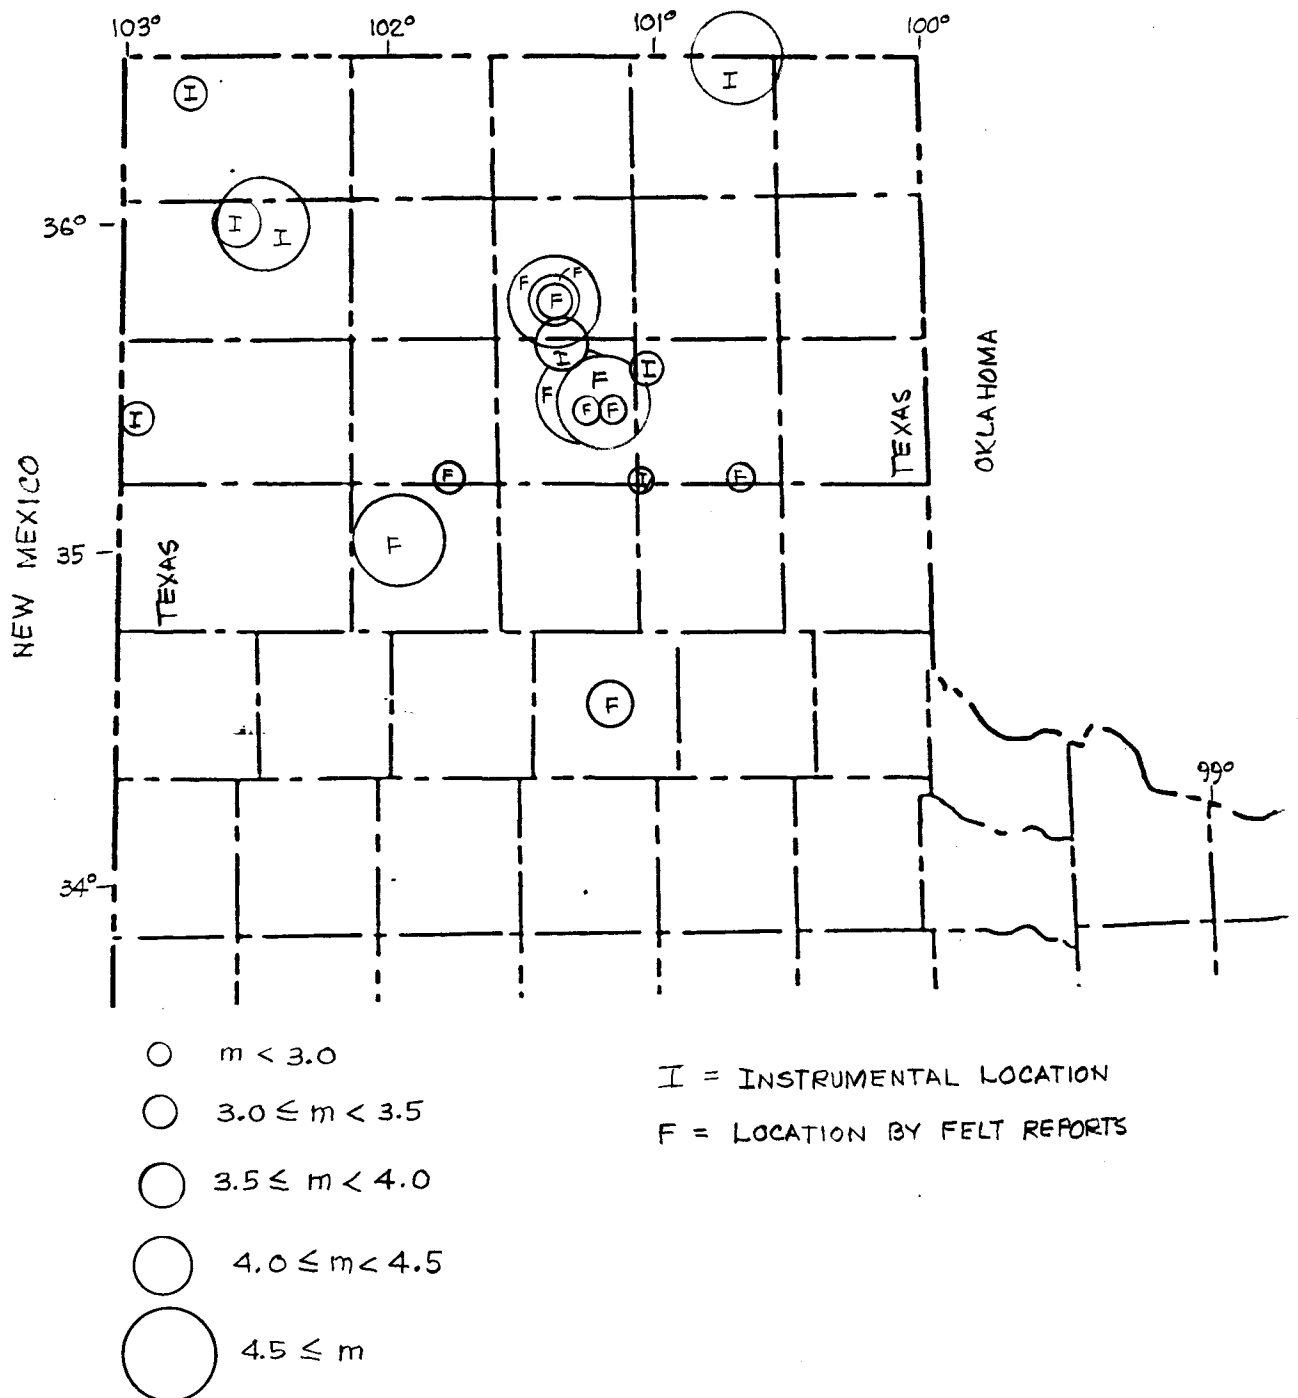 103° 102° 101° 100°
I
I
36°
I I
F F
F
I
I
F
F
F F
I
TEXAS
OKLAHOMA
NEW MEXICO
F
I
F
35
F
TEXAS
F
99°
34°
m < 3.0
3.0 ≤ m < 3.5
3.5 ≤ m < 4.0
4.0 ≤ m < 4.5
4.5 ≤ m
I = INSTRUMENTAL LOCATION
F = LOCATION BY FELT REPORTS